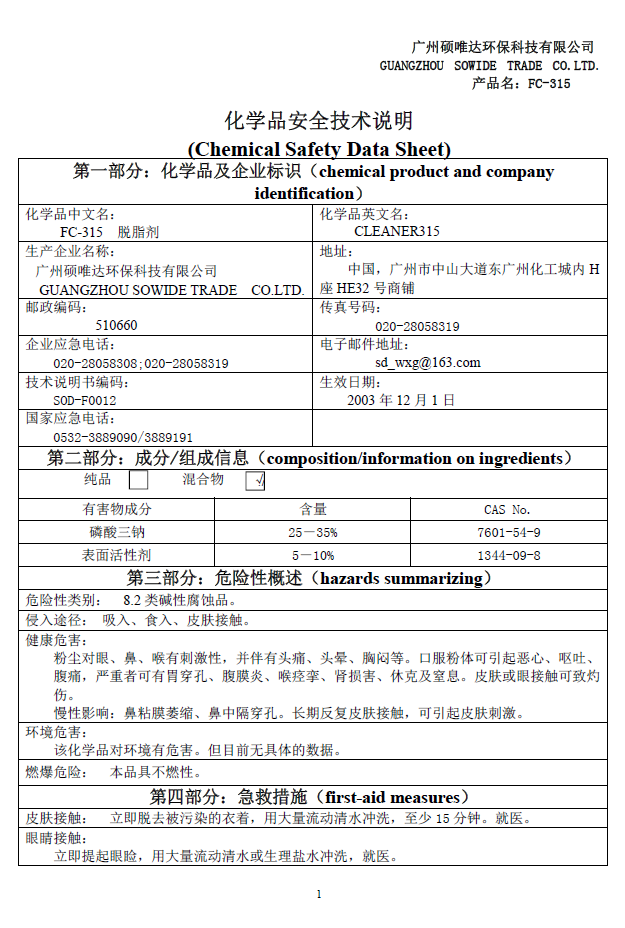 广州硕唯达环保科技有限公司
GUANGZHOU SOWIDE TRADE CO.LTD.
产品名：FC-315
化学品安全技术说明
(Chemical Safety Data Sheet)
第一部分：化学品及企业标识（chemical product and company
identification）
化学品中文名：
FC-315 脱脂剂
化学品英文名：
CLEANER315
生产企业名称：
广州硕唯达环保科技有限公司
GUANGZHOU SOWIDE TRADE CO.LTD.
地址：
中国，广州市中山大道东广州化工城内 H
座 HE32 号商铺
邮政编码：
510660
传真号码：
020-28058319
企业应急电话：
020-28058308;020-28058319
电子邮件地址：
sd_wxg@163.com
技术说明书编码：
SOD-F0012
生效日期：
2003 年 12 月 1 日
国家应急电话：
0532-3889090/3889191
第二部分：成分/组成信息（composition/information on ingredients）
纯品 混合物 √
有害物成分 含量 CAS No.
磷酸三钠 25－35% 7601-54-9
表面活性剂 5－10% 1344-09-8
第三部分：危险性概述（hazards summarizing）
危险性类别： 8.2 类碱性腐蚀品。
侵入途径： 吸入、食入、皮肤接触。
健康危害：
粉尘对眼、鼻、喉有刺激性，并伴有头痛、头晕、胸闷等。口服粉体可引起恶心、呕吐、
腹痛，严重者可有胃穿孔、腹膜炎、喉痉挛、肾损害、休克及窒息。皮肤或眼接触可致灼
伤。
慢性影响：鼻粘膜萎缩、鼻中隔穿孔。长期反复皮肤接触，可引起皮肤刺激。
环境危害：
该化学品对环境有危害。但目前无具体的数据。
燃爆危险： 本品具不燃性。
第四部分：急救措施（first-aid measures）
皮肤接触： 立即脱去被污染的衣着，用大量流动清水冲洗，至少 15 分钟。就医。
眼睛接触：
立即提起眼睑，用大量流动清水或生理盐水冲洗，就医。
1